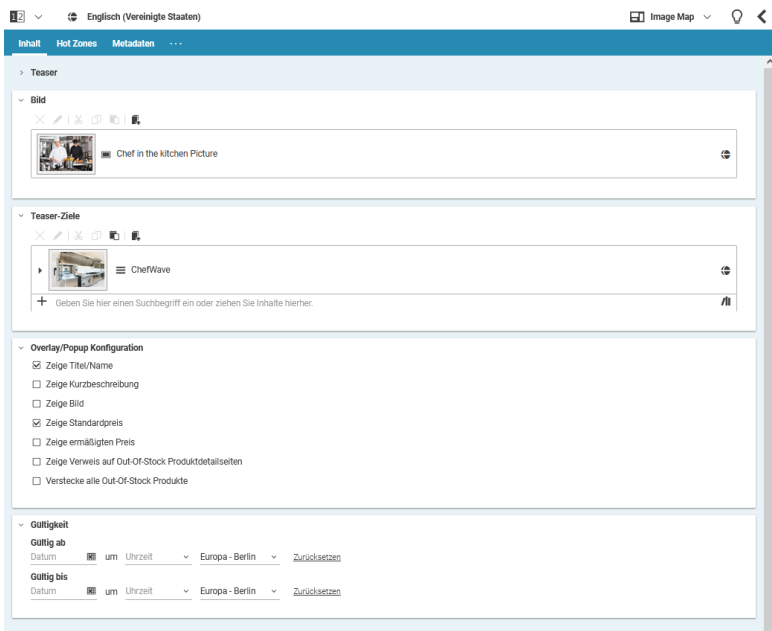 12 Englisch (Vereinigte Staaten) Image Map
Inhalt Hot Zones Metadaten ···
Teaser
Bild
Chef in the kitchen Picture
Teaser-Ziele
ChefWave
Geben Sie hier einen Suchbegriff ein oder ziehen Sie Inhalte hierher.
Overlay/Popup Konfiguration
Zeige Titel/Name
Zeige Kurzbeschreibung
Zeige Bild
Zeige Standardpreis
Zeige ermäßigten Preis
Zeige Verweis auf Out-Of-Stock Produktdetailseiten
Verstecke alle Out-Of-Stock Produkte
Gültigkeit
Gültig ab
Datum um Uhrzeit Europa - Berlin Zurücksetzen
Gültig bis
Datum um Uhrzeit Europa - Berlin Zurücksetzen